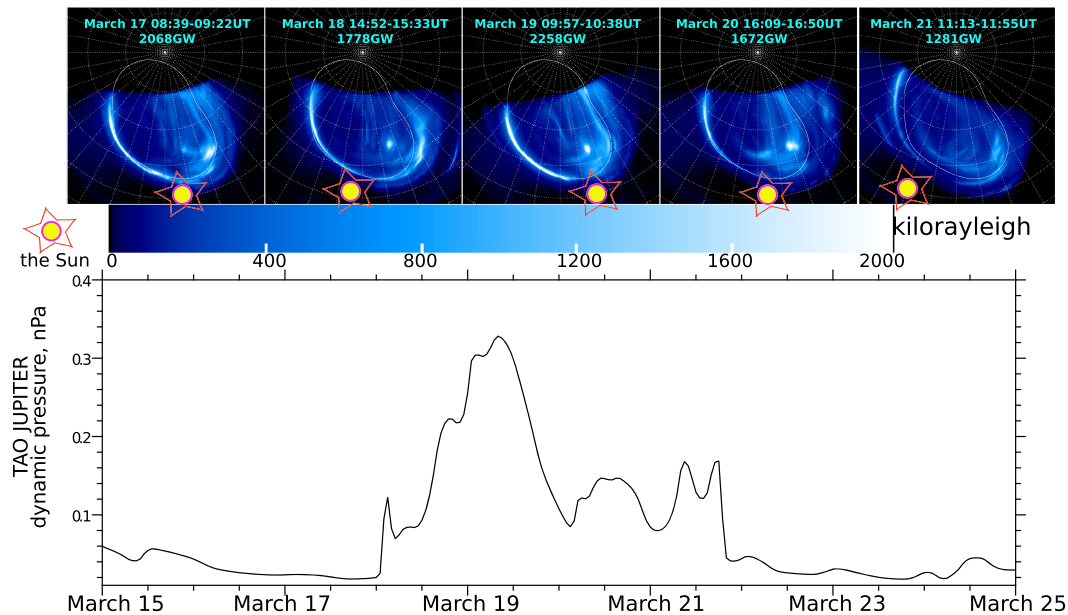 March 17 08:39-09:22UT
2068GW
March 18 14:52-15:33UT
1778GW
March 19 09:57-10:38UT
2258GW
March 20 16:09-16:50UT
1672GW
March 21 11:13-11:55UT
1281GW
the Sun
0 400 800 1200 1600 2000
kilorayleigh
TAO JUPITER
dynamic pressure, nPa
0.4
0.3
0.2
0.1
March 15 March 17 March 19 March 21 March 23 March 25